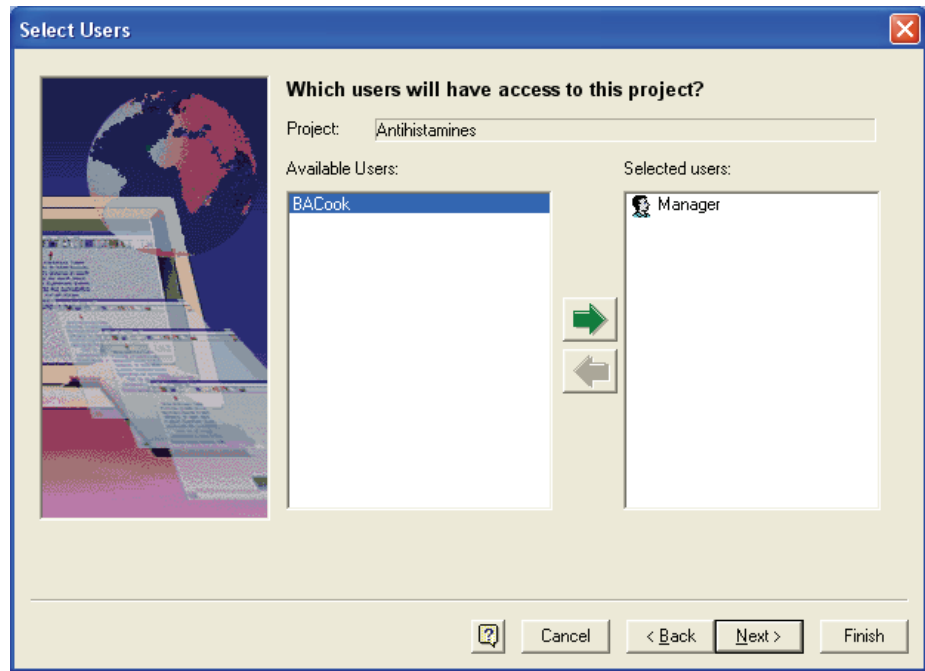 Select Users
Which users will have access to this project?
Project: Antihistamines
Available Users: Selected users:
BACook Manager
Cancel < Back Next > Finish